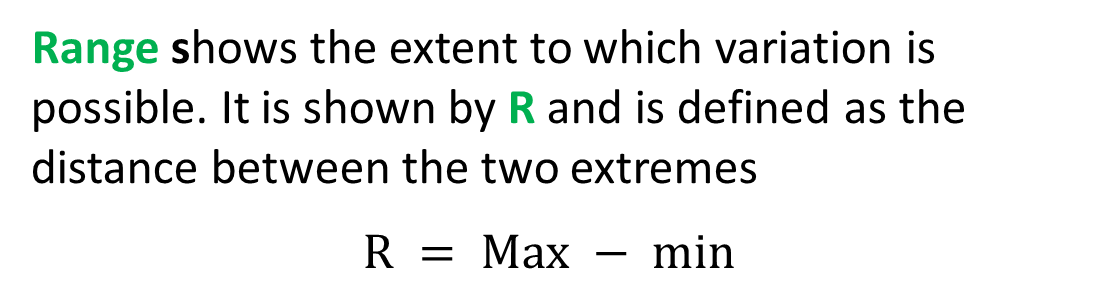 Range shows the extent to which variation is
possible. It is shown by R and is defined as the
distance between the two extremes
R = Max − min